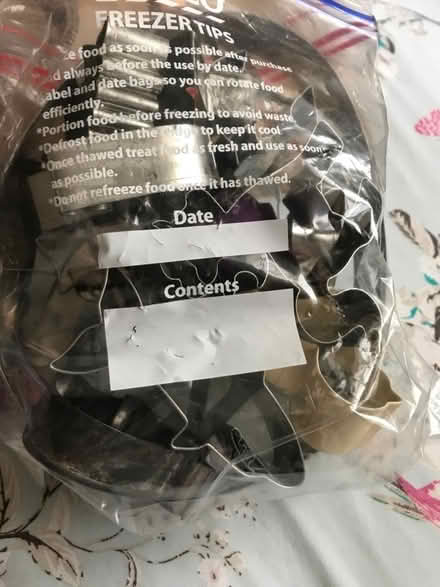 FREEZER TIPS
food as soon as possible after purchase
always before the use by date.
Label and date bags so you can rotate food
efficiently.
*Portion food before freezing to avoid waste
*Defrost food in the fridge to keep it cool
*Once thawed treat food as fresh and use as soon
as possible.
*Do not refreeze food once it has thawed.
Date
Contents